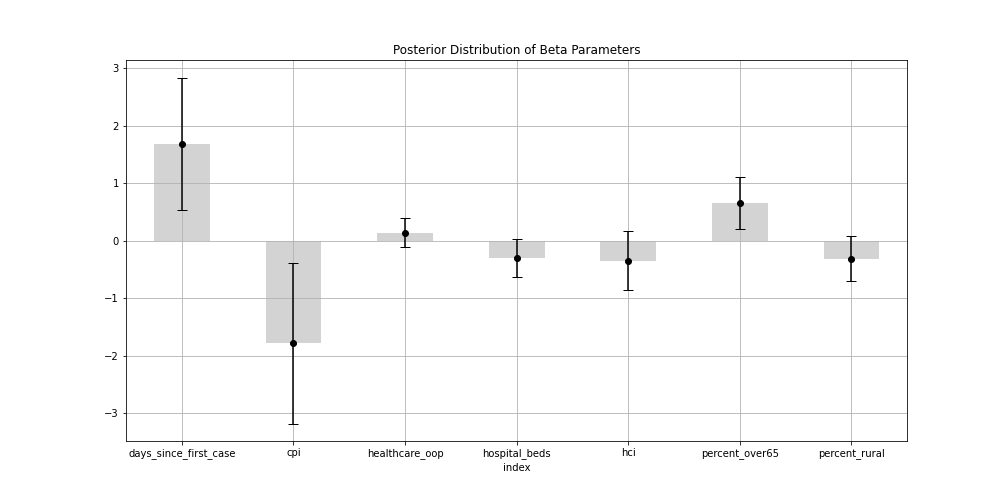 Posterior Distribution of Beta Parameters
3
2
1
0
−1
−2
−3
days_since_first_case cpi healthcare_oop hospital_beds hci percent_over65 percent_rural
index